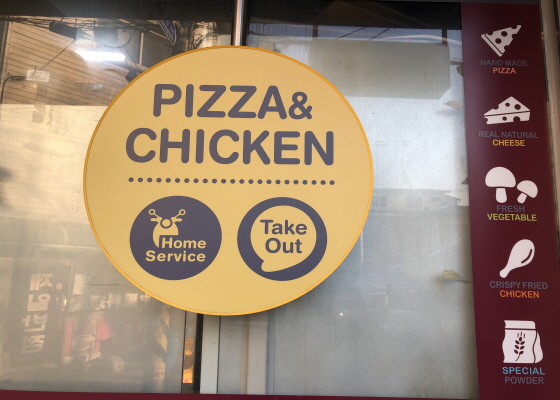 PIZZA&
CHICKEN
Home
Service
Take
Out
HAND MADE
PIZZA
REAL NATURAL
CHEESE
FRESH
VEGETABLE
CRISPY FRIED
CHICKEN
SPECIAL
POWDER